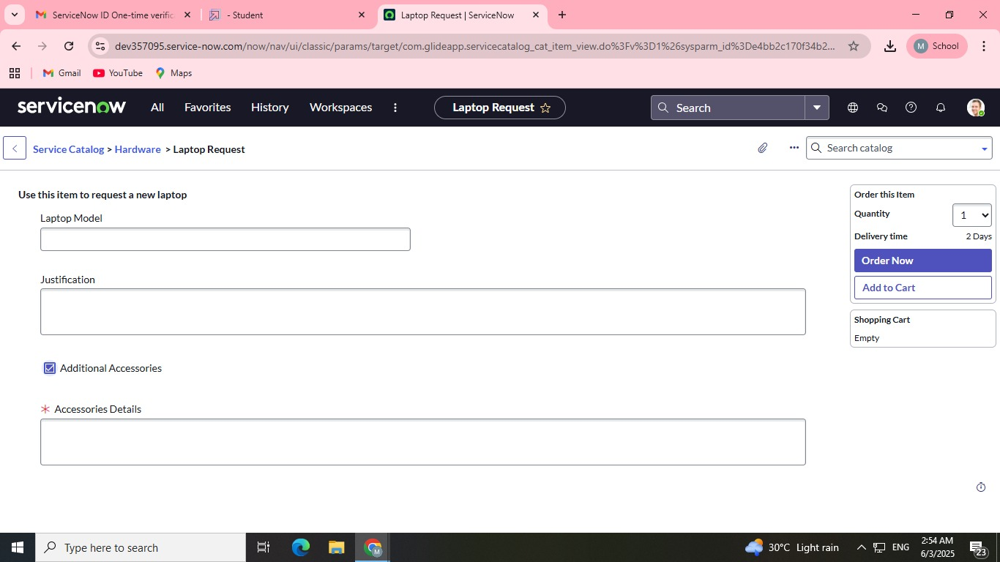 ServiceNow ID One-time verific
- Student
Laptop Request | ServiceNow
dev357095.service-now.com/now/nav/ui/classic/params/target/com.glideapp.servicecatalog_cat_item_view.do%3Fv%3D1%26sysparm_id%3De4bb2c170f34b2...
M School
Gmail
YouTube
Maps
servicenow
All
Favorites
History
Workspaces
Laptop Request
Search
Service Catalog > Hardware > Laptop Request
Search catalog
Use this item to request a new laptop
Laptop Model
Justification
Additional Accessories
* Accessories Details
Order this Item
Quantity 1
Delivery time 2 Days
Order Now
Add to Cart
Shopping Cart
Empty
Type here to search
M
30°C Light rain
ENG
2:54 AM
6/3/2025
23